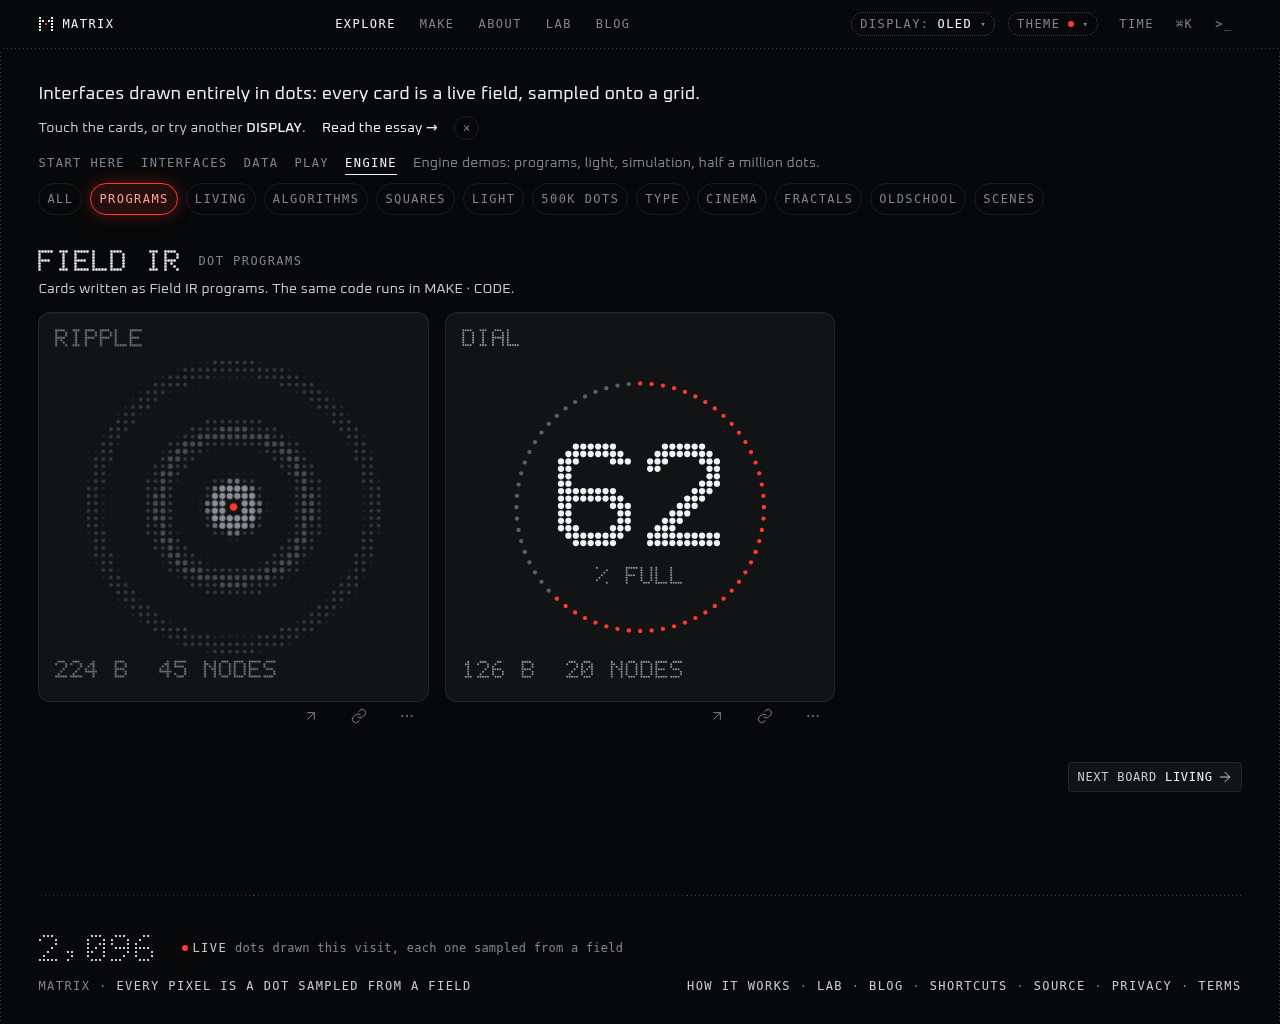 MATRIX EXPLORE MAKE ABOUT LAB BLOG DISPLAY: OLED ▾ THEME ● ▾ TIME ⌘K >_
Interfaces drawn entirely in dots: every card is a live field, sampled onto a grid.
Touch the cards, or try another DISPLAY. Read the essay → ×
START HERE INTERFACES DATA PLAY ENGINE Engine demos: programs, light, simulation, half a million dots.
ALL PROGRAMS LIVING ALGORITHMS SQUARES LIGHT 500K DOTS TYPE CINEMA FRACTALS OLDSCHOOL SCENES
FIELD IR DOT PROGRAMS
Cards written as Field IR programs. The same code runs in MAKE · CODE.
RIPPLE
224 B 45 NODES
DIAL
62
% FULL
126 B 20 NODES
NEXT BOARD LIVING →
2,096 ● LIVE dots drawn this visit, each one sampled from a field
MATRIX · EVERY PIXEL IS A DOT SAMPLED FROM A FIELD
HOW IT WORKS · LAB · BLOG · SHORTCUTS · SOURCE · PRIVACY · TERMS